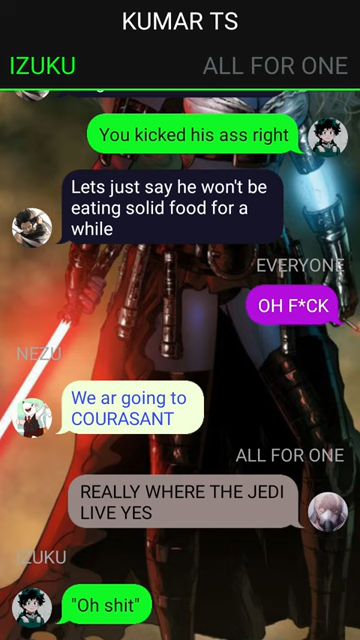 KUMAR TS
IZUKU
ALL FOR ONE
You kicked his ass right
Lets just say he won't be
eating solid food for a
while
EVERYONE
OH F*CK
NEZU
We ar going to
COURASANT
ALL FOR ONE
REALLY WHERE THE JEDI
LIVE YES
IZUKU
"Oh shit"